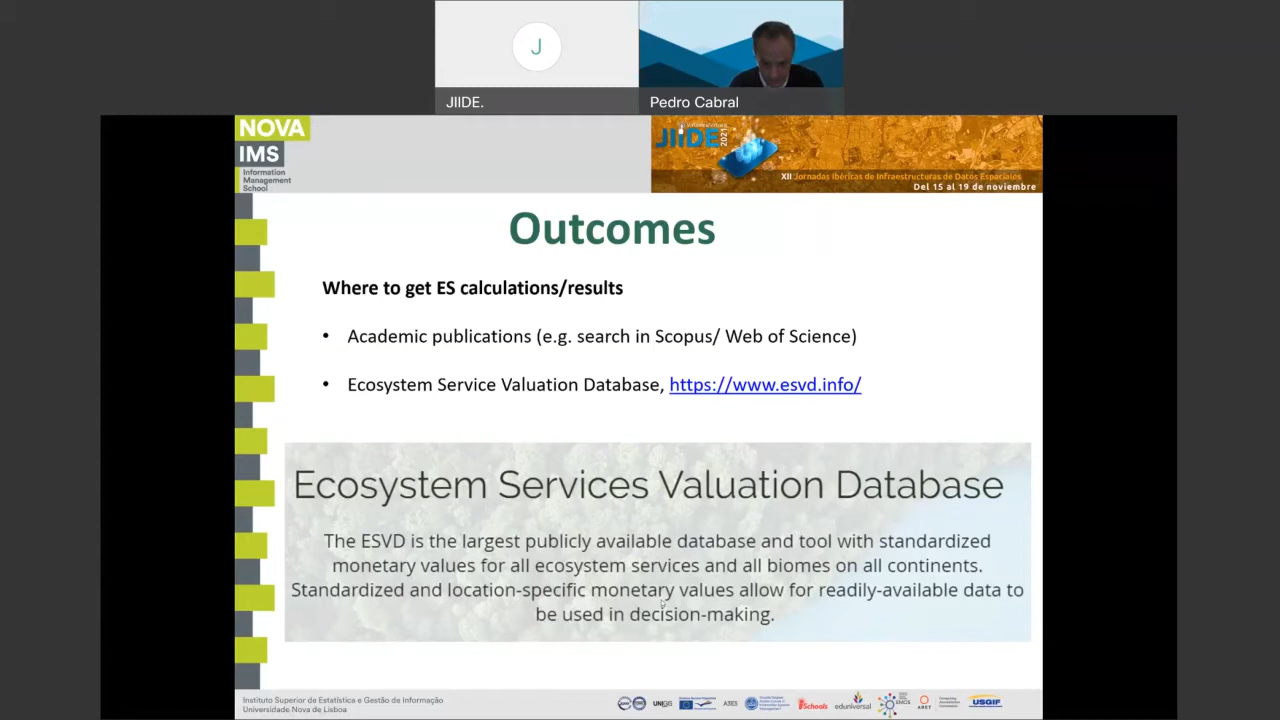 J
JIIDE.
Pedro Cabral
NOVA
IMS
Information
Management
School
JIIDE
2021
XII Jornadas Ibéricas de Infraestructuras de Datos Espaciales
Del 15 al 19 de noviembre
Outcomes
Where to get ES calculations/results
• Academic publications (e.g. search in Scopus/ Web of Science)
• Ecosystem Service Valuation Database, https://www.esvd.info/
Ecosystem Services Valuation Database
The ESVD is the largest publicly available database and tool with standardized
monetary values for all ecosystem services and all biomes on all continents.
Standardized and location-specific monetary values allow for readily-available data to
be used in decision-making.
Instituto Superior de Estatística e Gestão de Informação
Universidade Nova de Lisboa
UNIGIS
A3ES
Schools
eduniversal
ABET
USGIF